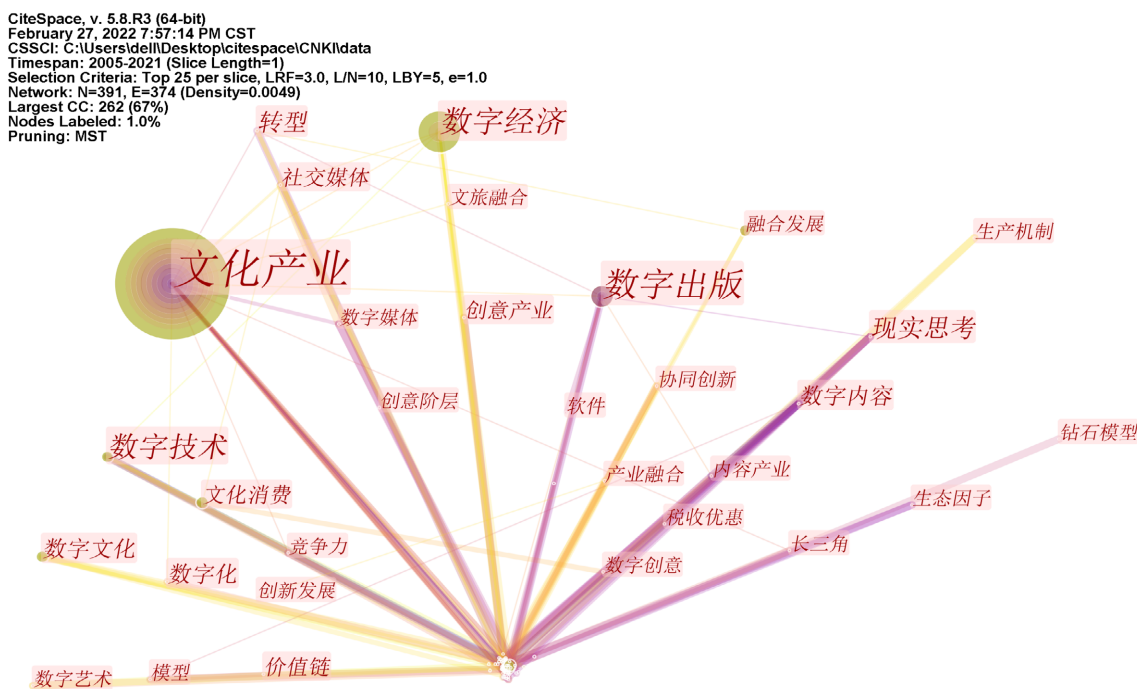 CiteSpace, v. 5.8.R3 (64-bit)
February 27, 2022 7:57:14 PM CST
CSSCI: C:\Users\dell\Desktop\citespace\CNKI\data
Timespan: 2005-2021 (Slice Length=1)
Selection Criteria: Top 25 per slice, LRF=3.0, L/N=10, LBY=5, e=1.0
Network: N=391, E=374 (Density=0.0049)
Largest CC: 262 (67%)
Nodes Labeled: 1.0%
Pruning: MST
转型
数字经济
社交媒体
文旅融合
融合发展
生产机制
文化产业
数字出版
创意产业
数字媒体
现实思考
协同创新
数字内容
创意阶层
软件
钻石模型
数字技术
产业融合
内容产业
文化消费
生态因子
税收优惠
数字文化
竞争力
长三角
数字化
数字创意
创新发展
价值链
模型
数字艺术